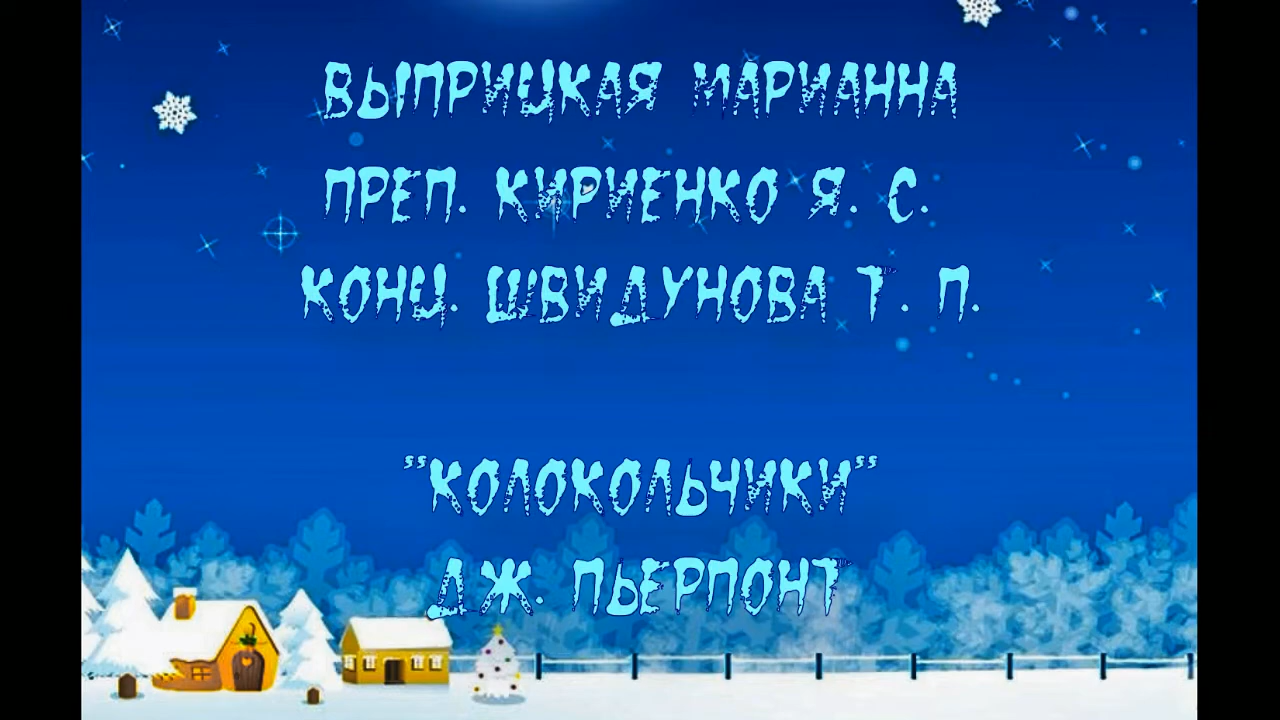 ВЫПРИЦКАЯ МАРИАННА
ПРЕП. КИРИЕНКО Я. С.
КОНЦ. ШВИДУНОВА Т. П.
"КОЛОКОЛЬЧИКИ"
ДЖ. ПЬЕРПОНТ